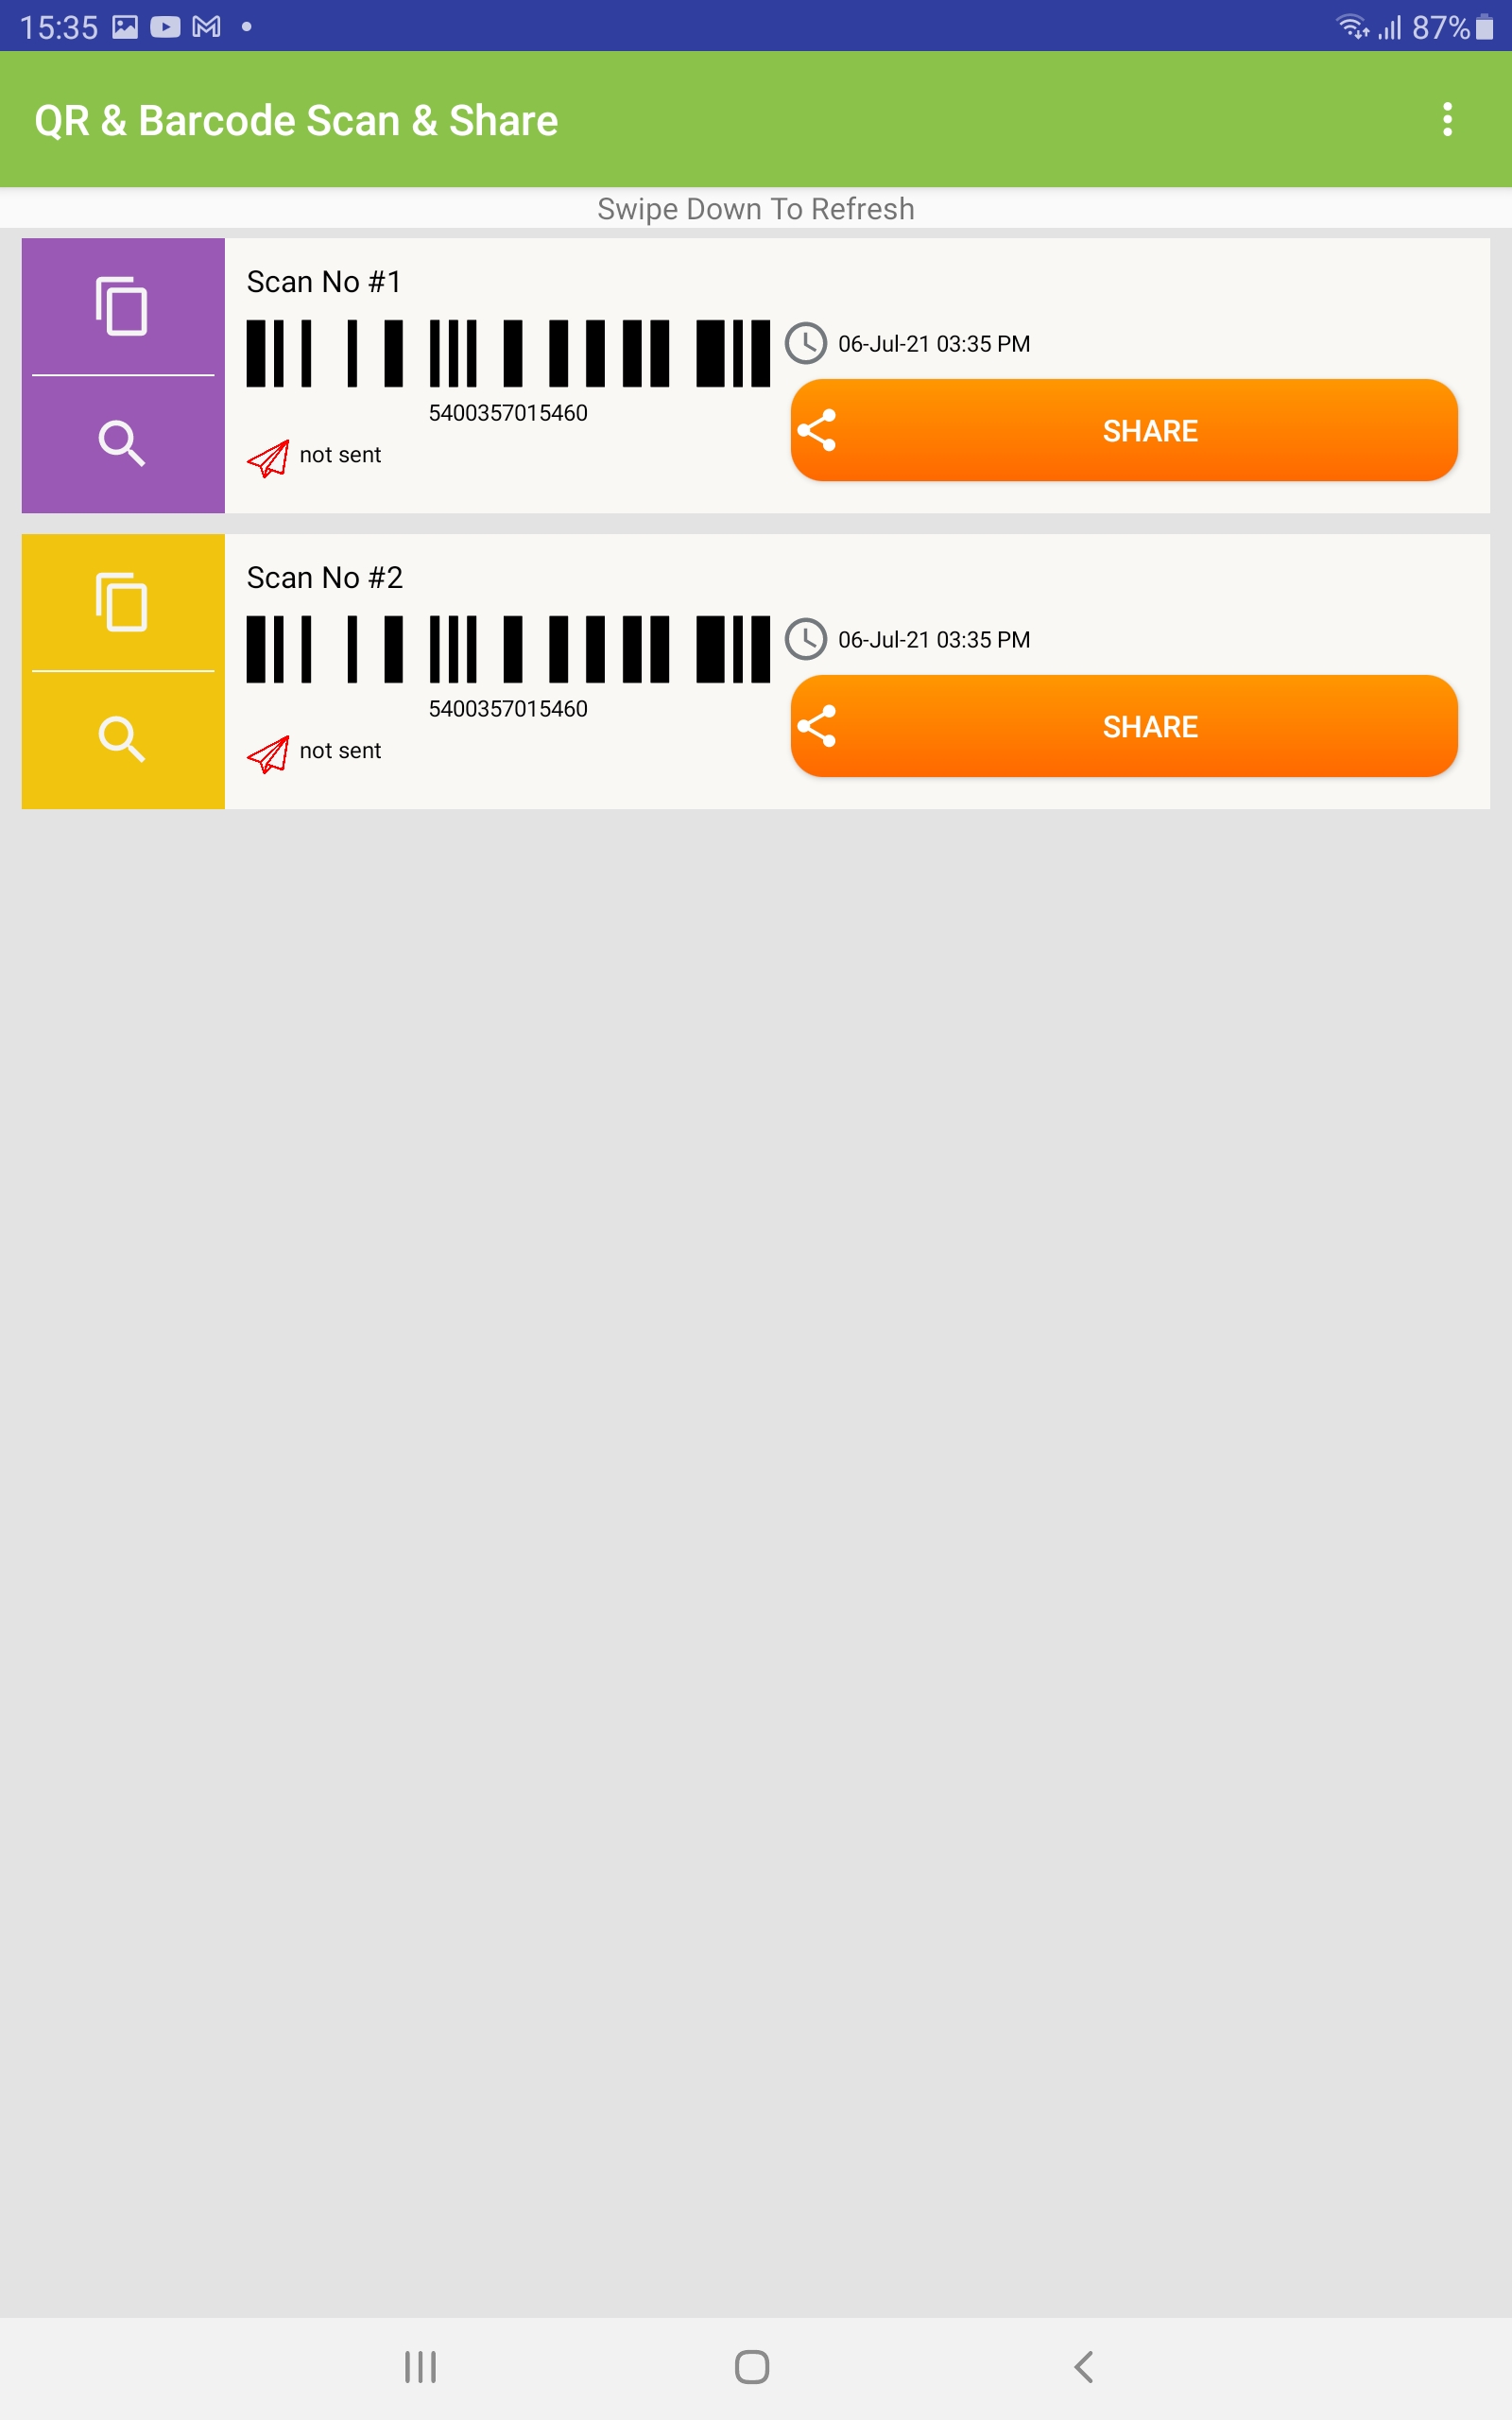 15:35 87%
QR & Barcode Scan & Share
Swipe Down To Refresh
Scan No #1
06-Jul-21 03:35 PM
5400357015460
SHARE
not sent
Scan No #2
06-Jul-21 03:35 PM
5400357015460
SHARE
not sent